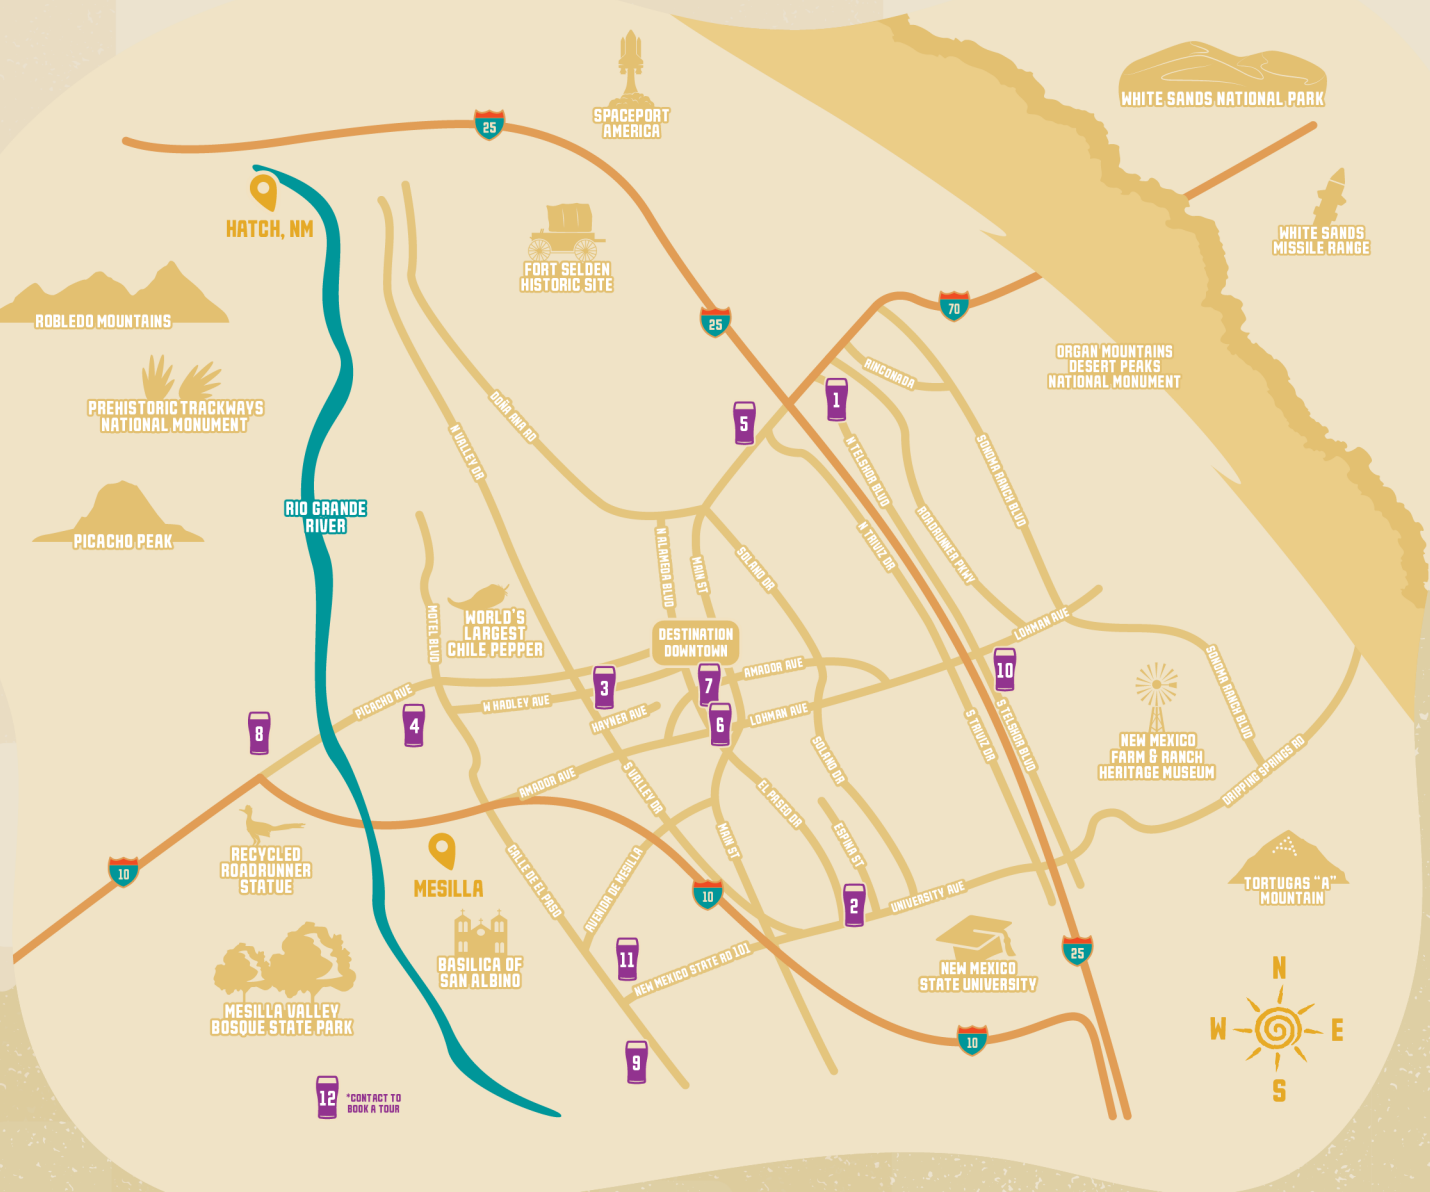 WHITE SANDS NATIONAL PARK
SPACEPORT
AMERICA
25
HATCH, NM
FORT SELDEN
HISTORIC SITE
WHITE SANDS
MISSILE RANGE
ROBLEDO MOUNTAINS
25
70
ORGAN MOUNTAINS
DESERT PEAKS
NATIONAL MONUMENT
RINCONADA
PREHISTORIC TRACKWAYS
NATIONAL MONUMENT
DOÑA ANA RD
N VALLEY DR
5
1
N TELSHOR BLVD
SONOMA RANCH BLVD
RIO GRANDE
RIVER
PICACHO PEAK
N ALAMEDA BLVD
MAIN ST
SOLANO DR
N TRIVIZ DR
ROADRUNNER PKWY
MOTEL BLVD
WORLD'S
LARGEST
CHILE PEPPER
DESTINATION
DOWNTOWN
LOHMAN AVE
AMADOR AVE
10
SONOMA RANCH BLVD
PICACHO AVE
W HADLEY AVE
3
7
HAYNER AVE
6
LOHMAN AVE
8
4
S TRIVIZ DR
S TELSHOR BLVD
NEW MEXICO
FARM & RANCH
HERITAGE MUSEUM
DRIPPING SPRINGS RD
AMADOR AVE
S VALLEY DR
SOLANO DR
EL PASEO DR
ESPINA ST
MAIN ST
10
RECYCLED
ROADRUNNER
STATUE
MESILLA
CALLE DE EL PASO
AVENIDA DE MESILLA
10
2
UNIVERSITY AVE
TORTUGAS "A"
MOUNTAIN
BASILICA OF
SAN ALBINO
11
NEW MEXICO STATE RD 101
NEW MEXICO
STATE UNIVERSITY
25
MESILLA VALLEY
BOSQUE STATE PARK
10
9
N
W
E
S
12
*CONTACT TO
BOOK A TOUR